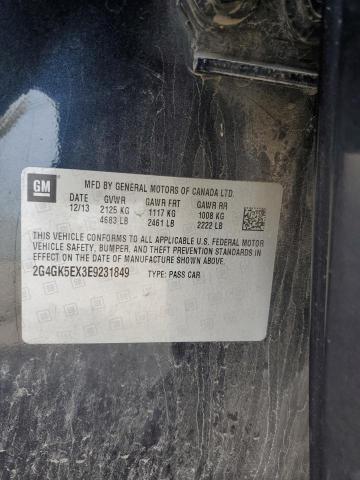 GM
MFD BY GENERAL MOTORS OF CANADA LTD.
DATE GVWR GAWR FRT GAWR RR
12/13 2125 KG 1117 KG 1008 KG
4683 LB 2461 LB 2222 LB
THIS VEHICLE CONFORMS TO ALL APPLICABLE U.S. FEDERAL MOTOR
VEHICLE SAFETY, BUMPER, AND THEFT PREVENTION STANDARDS
IN EFFECT ON THE DATE OF MANUFACTURE SHOWN ABOVE.
2G4GK5EX3E9231849 TYPE: PASS CAR